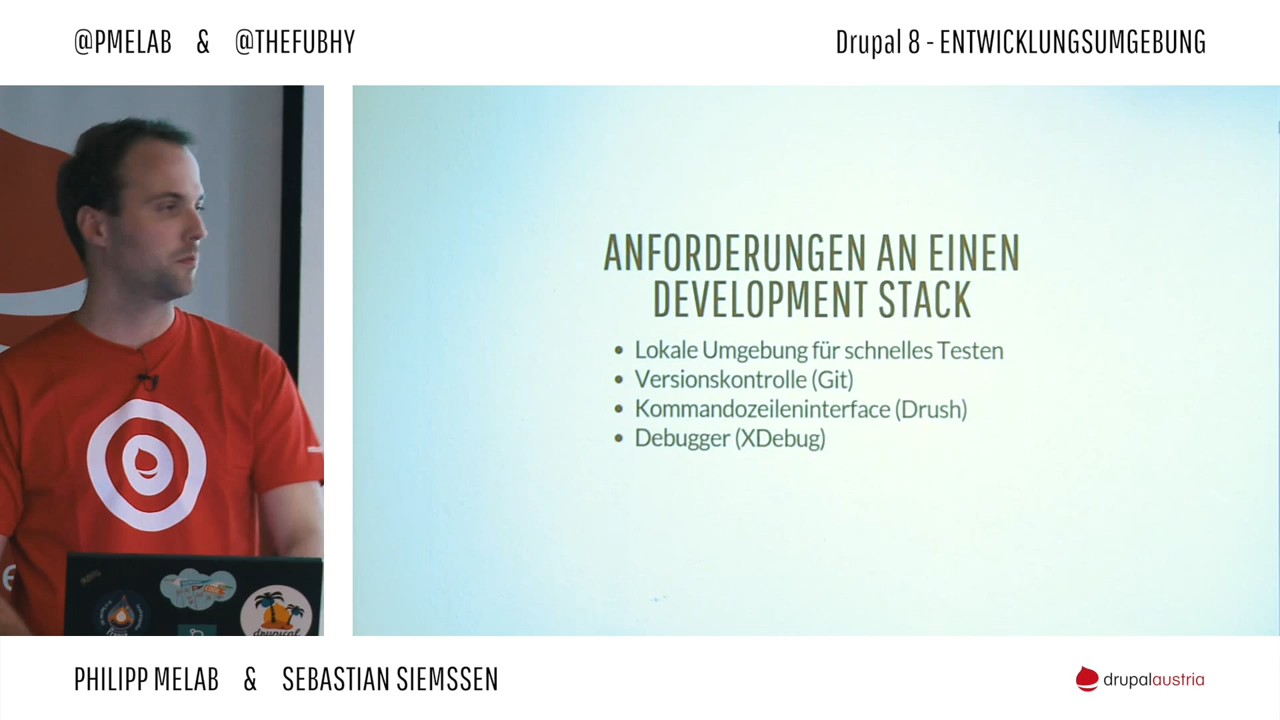 @PMELAB & @THEFUBHY
Drupal 8 - ENTWICKLUNGSUMGEBUNG
ANFORDERUNGEN AN EINEN
DEVELOPMENT STACK
• Lokale Umgebung für schnelles Testen
• Versionskontrolle (Git)
• Kommandozeileninterface (Drush)
• Debugger (XDebug)
drupical
PHILIPP MELAB & SEBASTIAN SIEMSSEN
drupalaustria